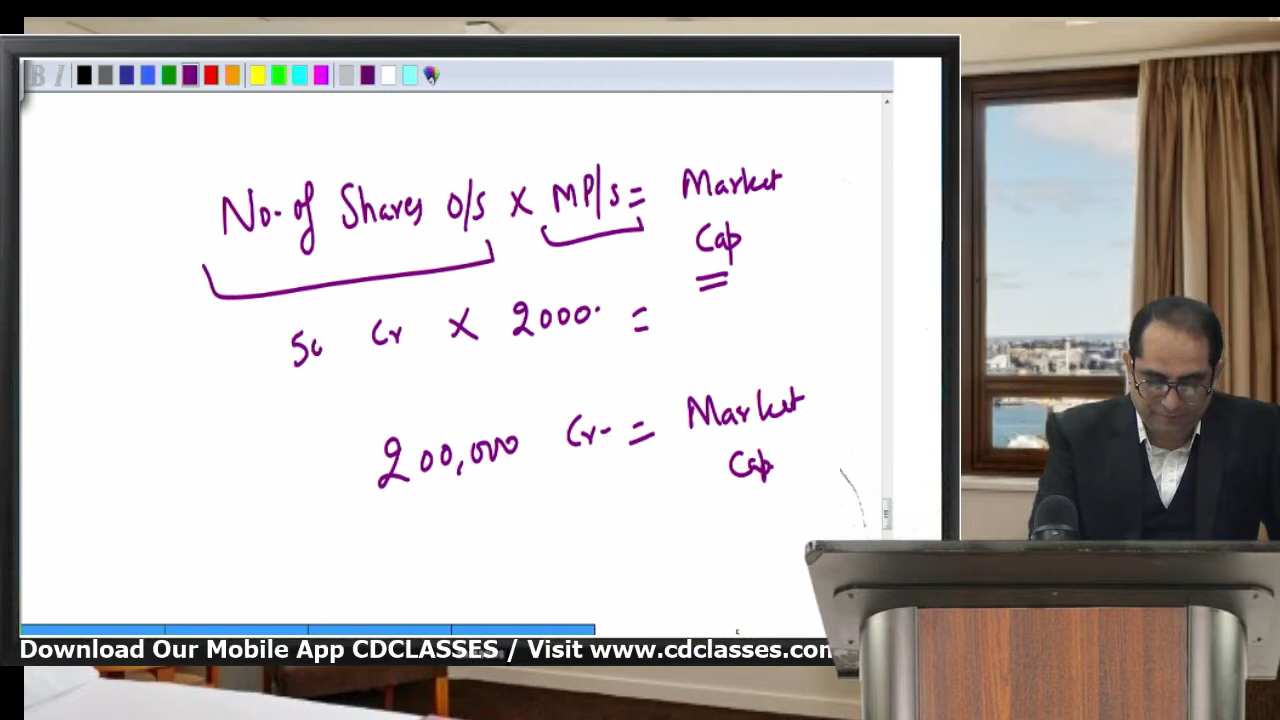 B I
No. of Shares O/S X MP/S = Market
Cap
50 Cr X 2000. =
200,000 Cr. = Market
Cap
Download Our Mobile App CDCLASSES / Visit www.cdclasses.com